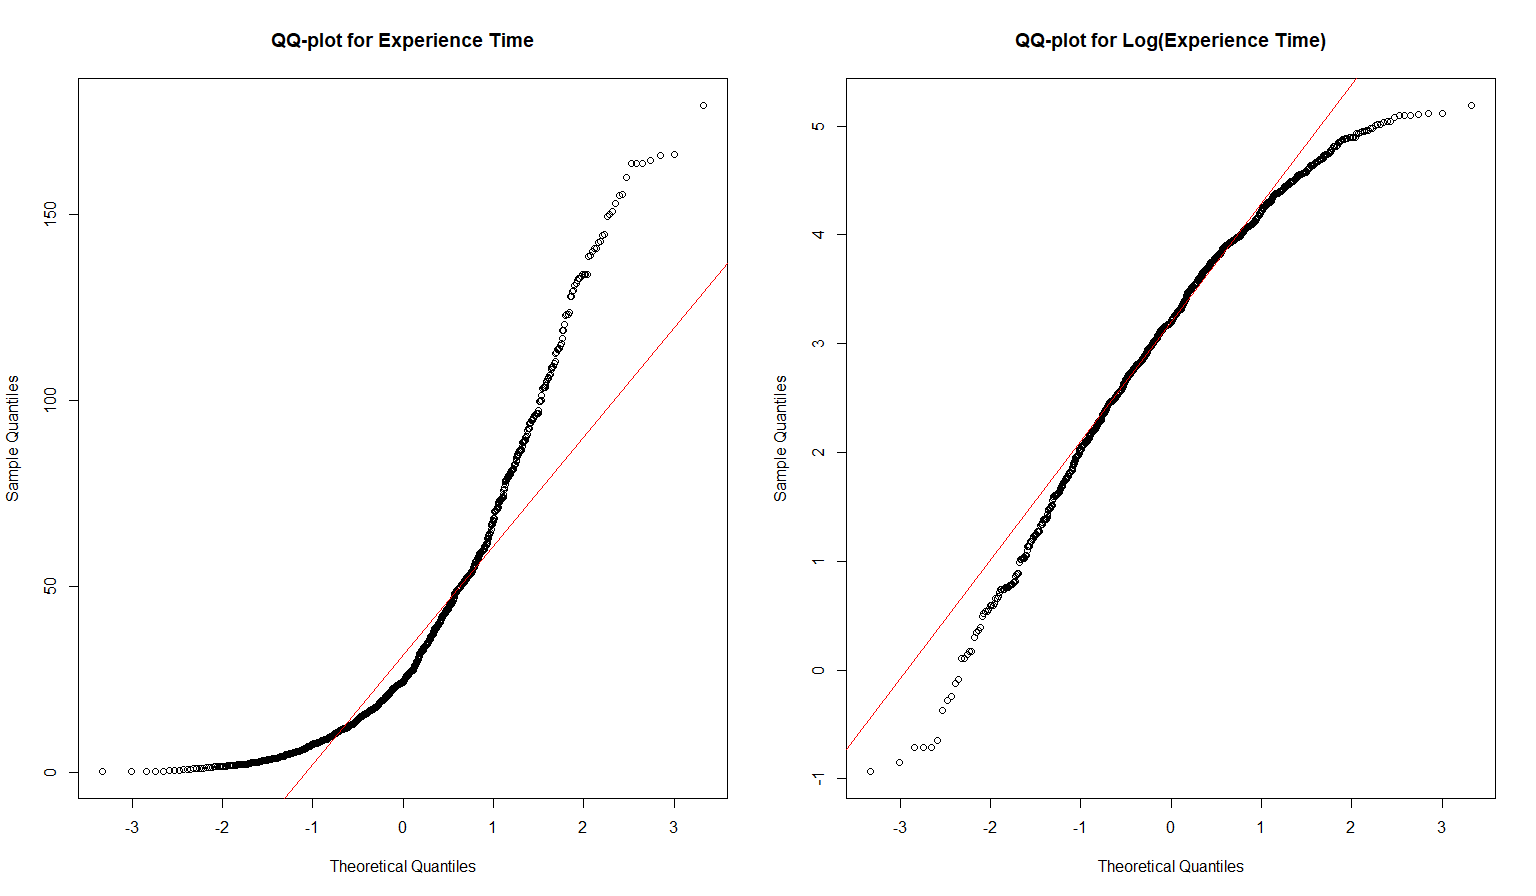 QQ-plot for Experience Time
150
100
50
0
Sample Quantiles
-3 -2 -1 0 1 2 3
Theoretical Quantiles
QQ-plot for Log(Experience Time)
5
4
3
2
1
0
-1
Sample Quantiles
-3 -2 -1 0 1 2 3
Theoretical Quantiles